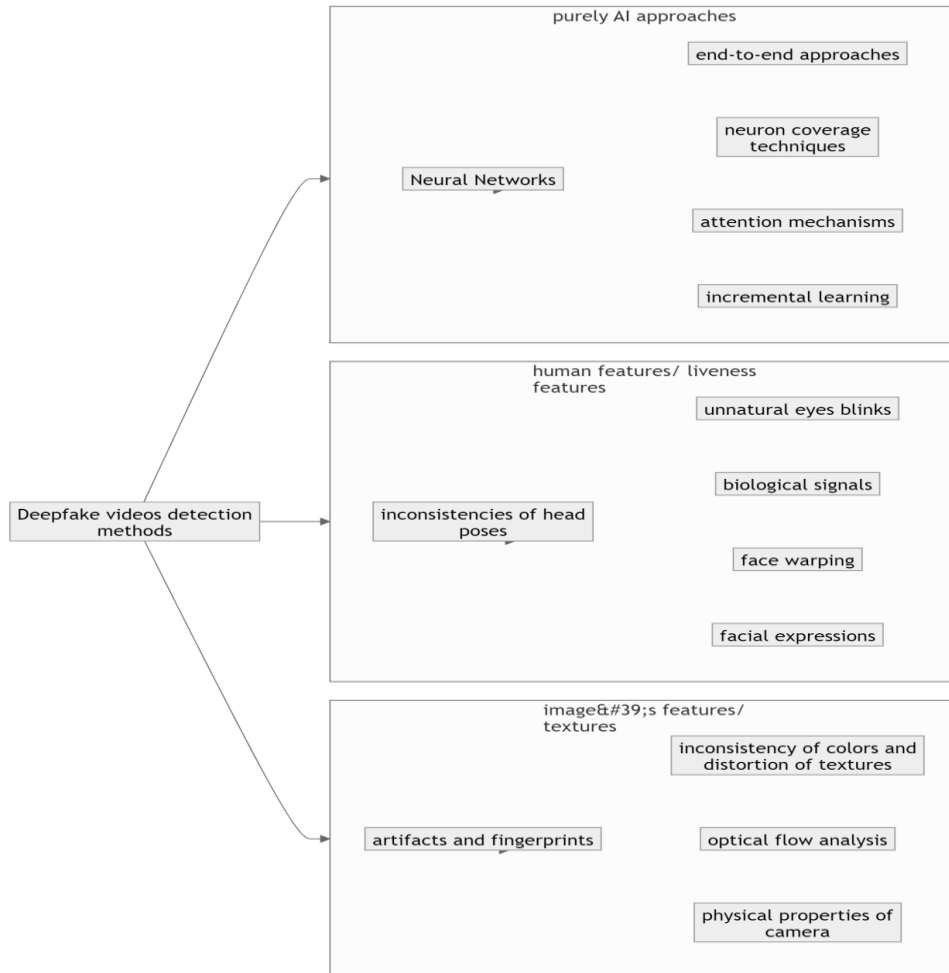 purely AI approaches
end-to-end approaches
neuron coverage
techniques
Neural Networks
attention mechanisms
incremental learning
human features/ liveness
features
unnatural eyes blinks
biological signals
Deepfake videos detection
methods
inconsistencies of head
poses
face warping
facial expressions
image&#39;s features/
textures
inconsistency of colors and
distortion of textures
artifacts and fingerprints
optical flow analysis
physical properties of
camera